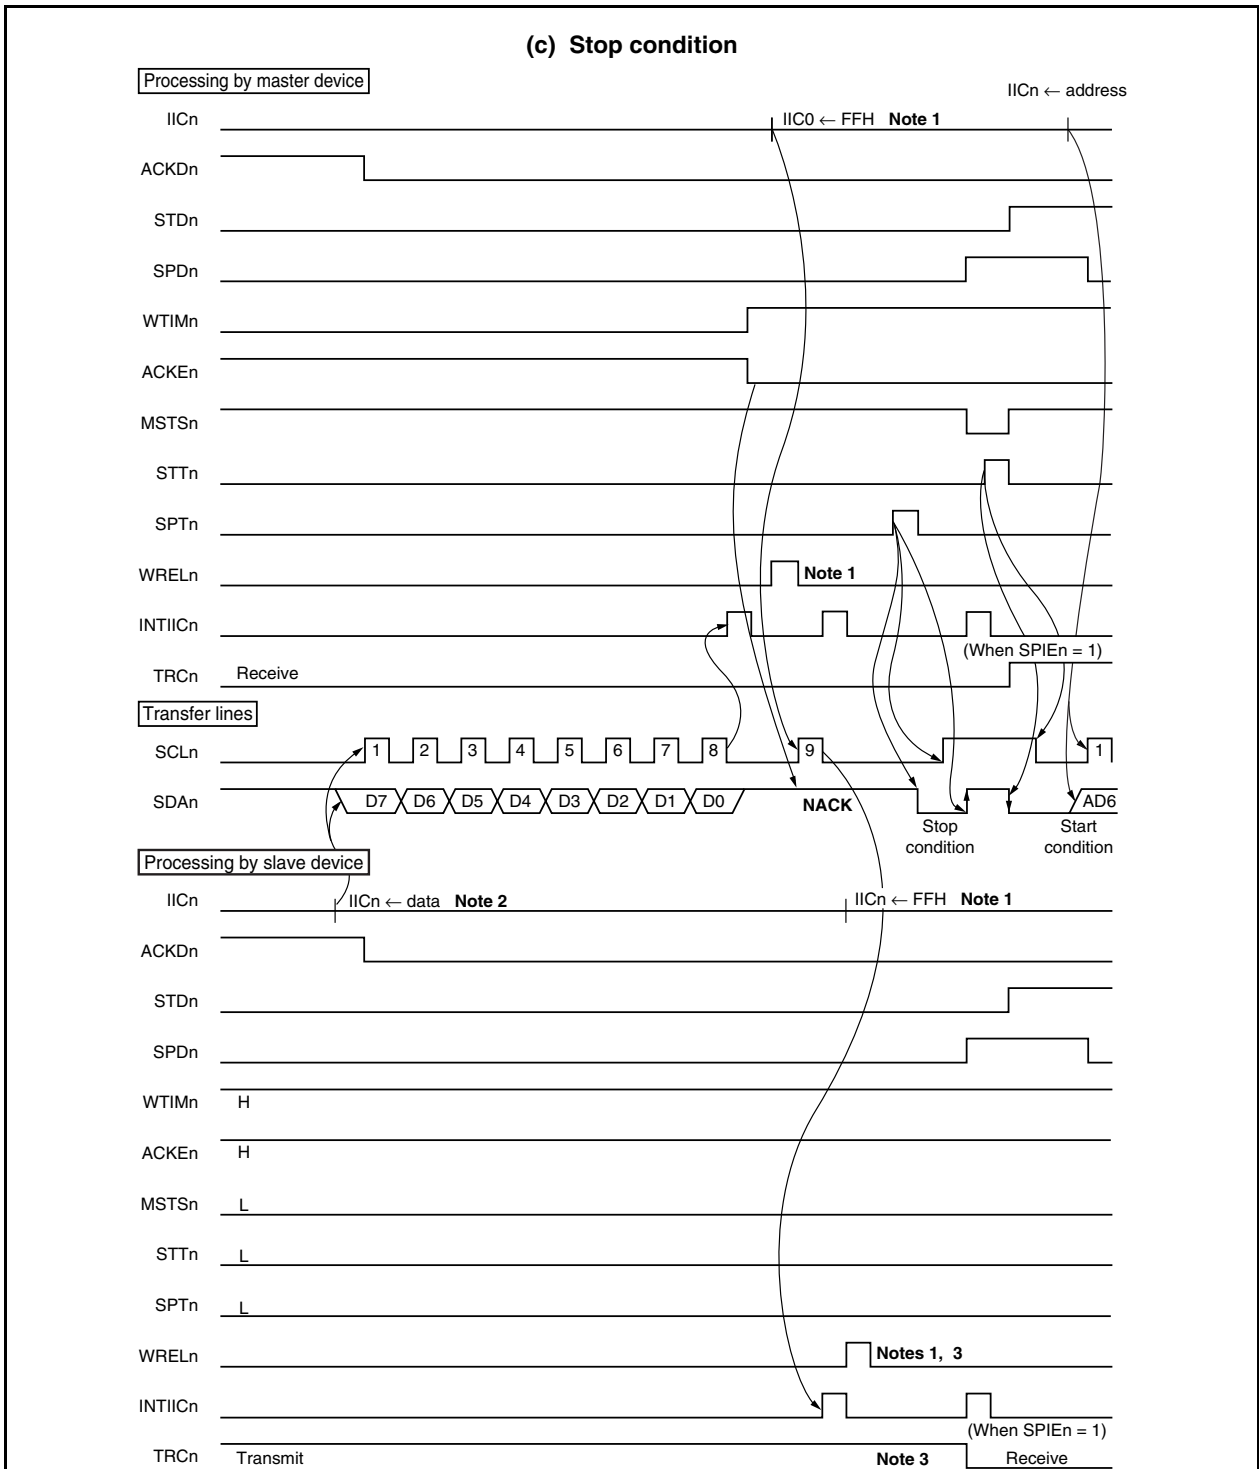 (c) Stop condition
Processing by master device
IICn ← address
IICn
IIC0 ← FFH Note 1
ACKDn
STDn
SPDn
WTIMn
ACKEn
MSTSn
STTn
SPTn
WRELn
Note 1
INTIICn
(When SPIEn = 1)
TRCn
Receive
Transfer lines
SCLn
1 2 3 4 5 6 7 8 9 1
SDAn
D7 D6 D5 D4 D3 D2 D1 D0 NACK AD6
Stop condition
Start condition
Processing by slave device
IICn
IICn ← data Note 2
IICn ← FFH Note 1
ACKDn
STDn
SPDn
WTIMn H
ACKEn H
MSTSn L
STTn L
SPTn L
WRELn
Notes 1, 3
INTIICn
(When SPIEn = 1)
TRCn
Transmit
Note 3
Receive